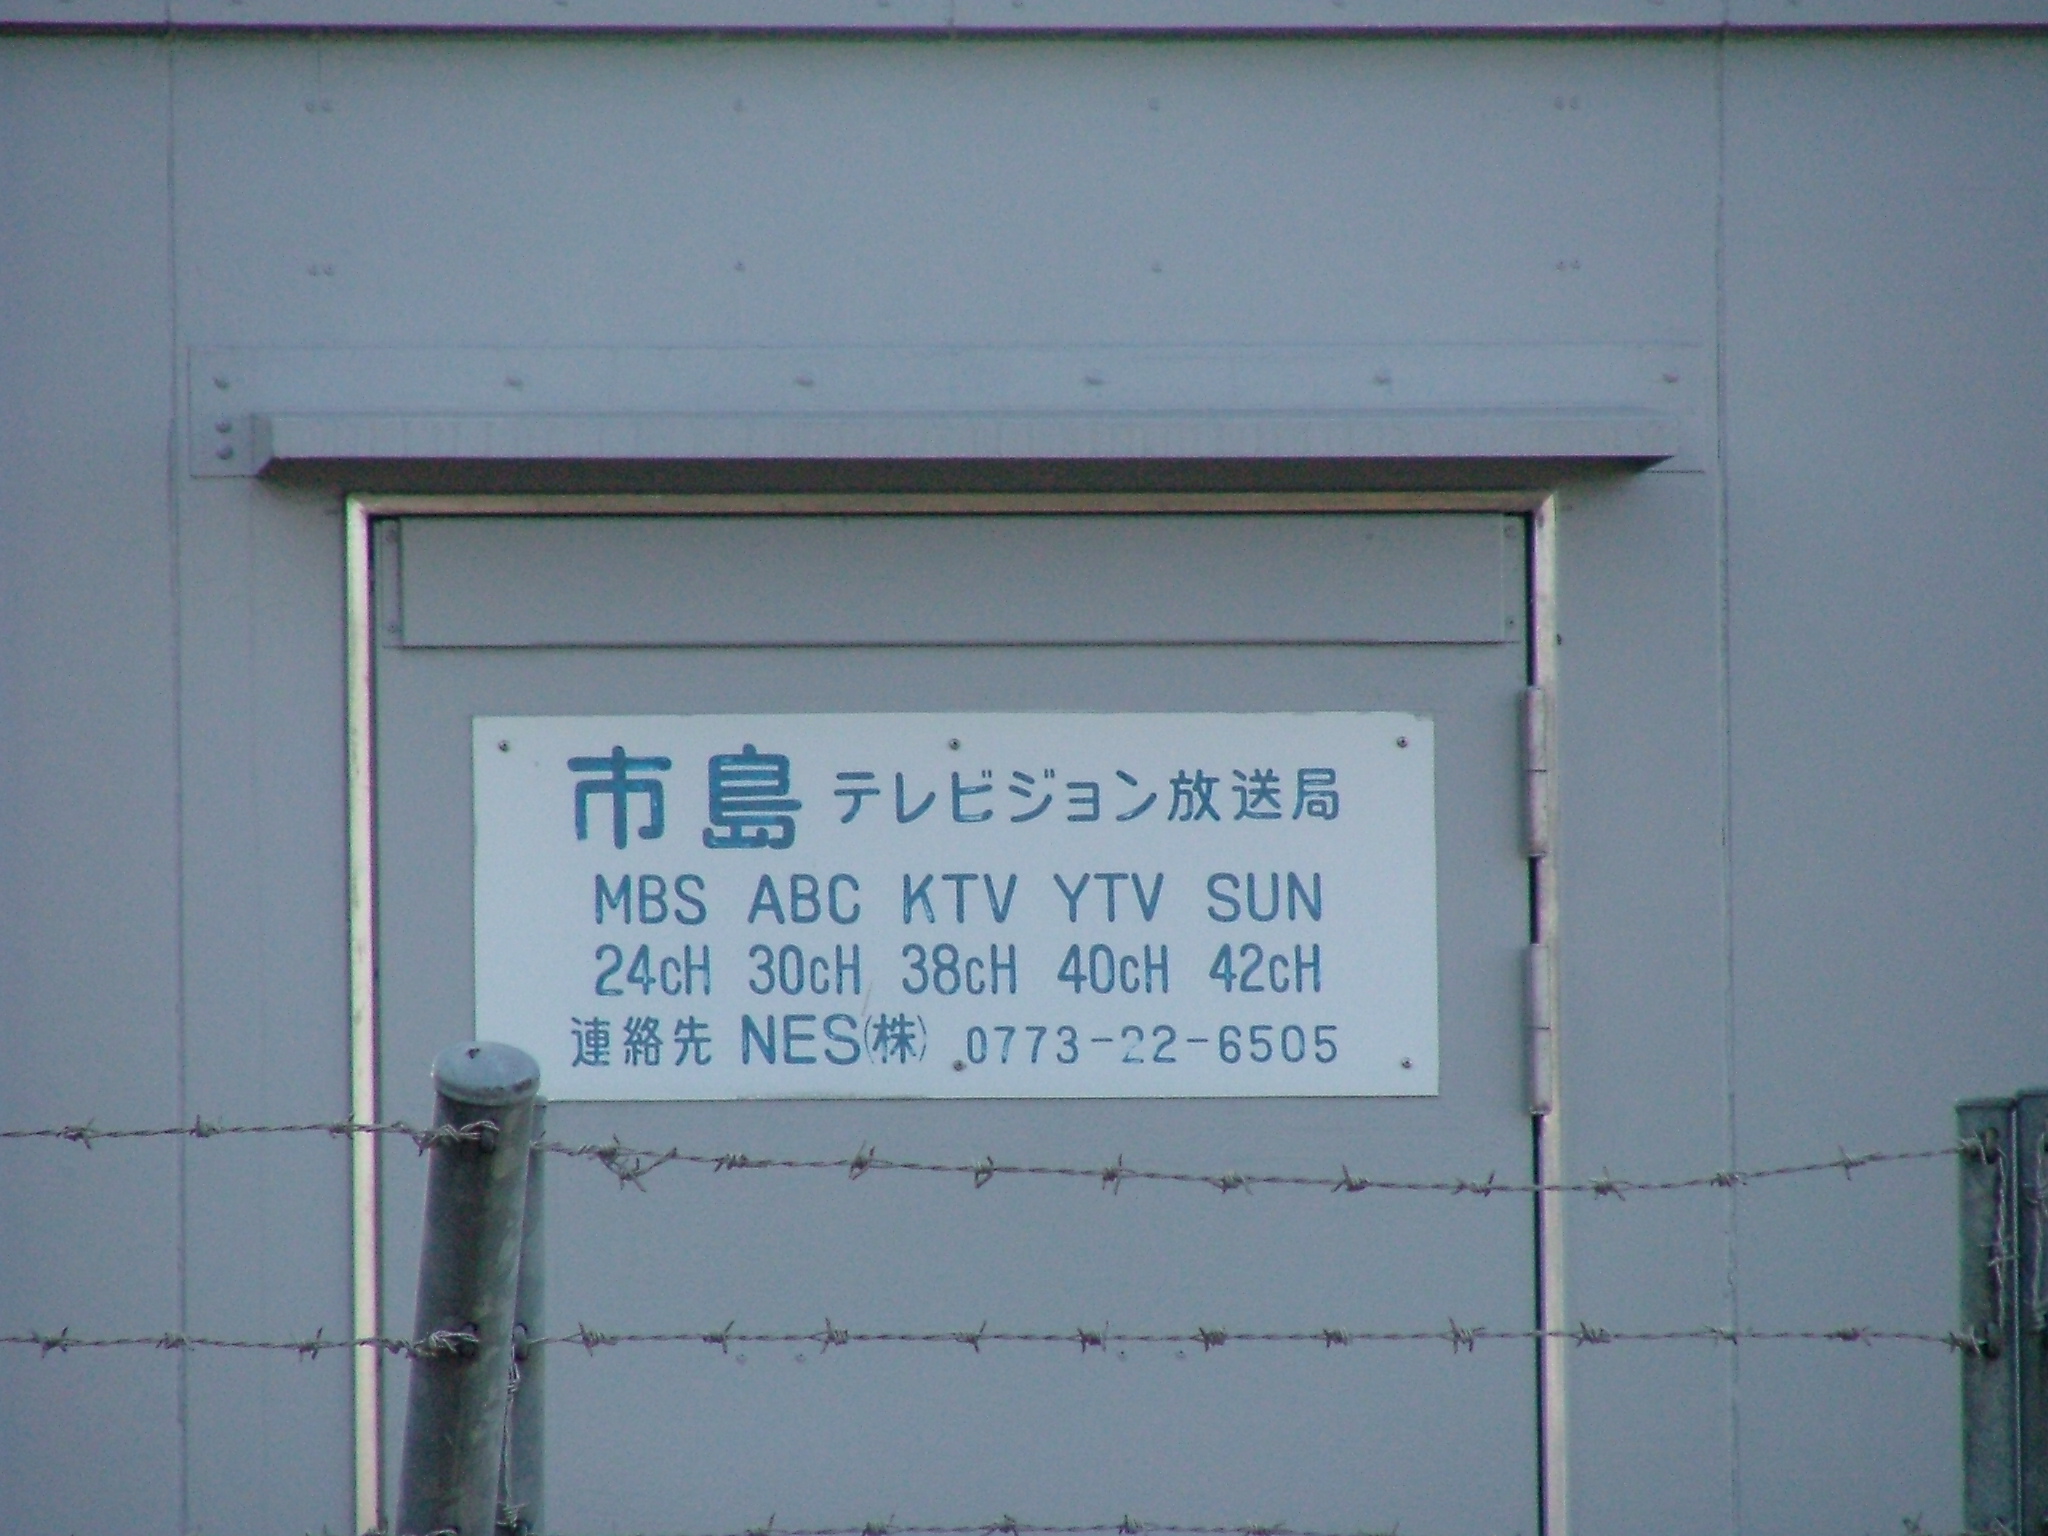 市島 テレビジョン放送局
MBS ABC KTV YTV SUN
24cH 30cH 38cH 40cH 42cH
連絡先 NES(株) 0773-22-6505